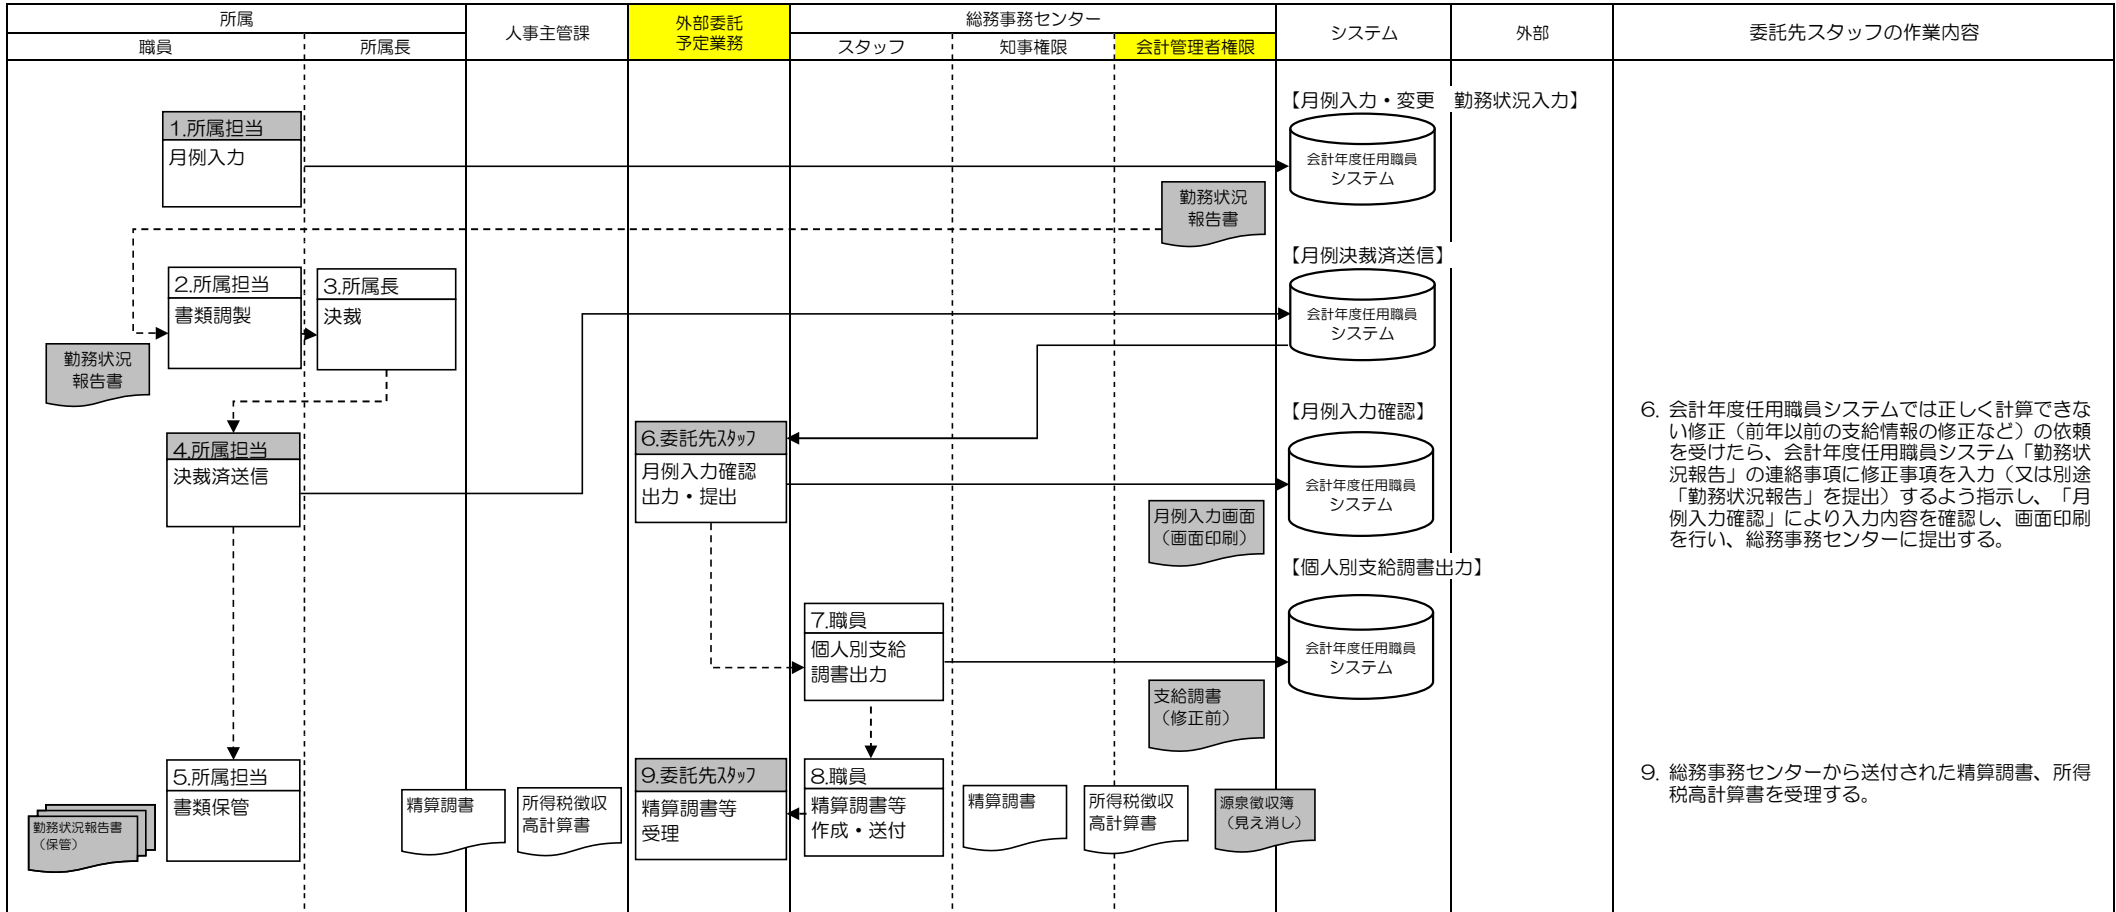 所属
人事主管課
外部委託
予定業務
総務事務センター
システム
外部
委託先スタッフの作業内容
職員
所属長
スタッフ
知事権限
会計管理者権限
【月例入力・変更　勤務状況入力】
1.所属担当
月例入力
会計年度任用職員
システム
勤務状況
報告書
【月例決裁済送信】
2.所属担当
書類調製
3.所属長
決裁
会計年度任用職員
システム
勤務状況
報告書
【月例入力確認】
4.所属担当
決裁済送信
6.委託先ｽﾀｯﾌ
月例入力確認
出力・提出
会計年度任用職員
システム
月例入力画面
（画面印刷）
6. 会計年度任用職員システムでは正しく計算できな
い修正（前年以前の支給情報の修正など）の依頼
を受けたら、会計年度任用職員システム「勤務状
況報告」の連絡事項に修正事項を入力（又は別途
「勤務状況報告」を提出）するよう指示し、「月
例入力確認」により入力内容を確認し、画面印刷
を行い、総務事務センターに提出する。
【個人別支給調書出力】
7.職員
個人別支給
調書出力
会計年度任用職員
システム
支給調書
（修正前）
5.所属担当
書類保管
勤務状況報告書
（保管）
精算調書
所得税徴収
高計算書
9.委託先ｽﾀｯﾌ
精算調書等
受理
8.職員
精算調書等
作成・送付
精算調書
所得税徴収
高計算書
源泉徴収簿
（見え消し）
9. 総務事務センターから送付された精算調書、所得
税高計算書を受理する。